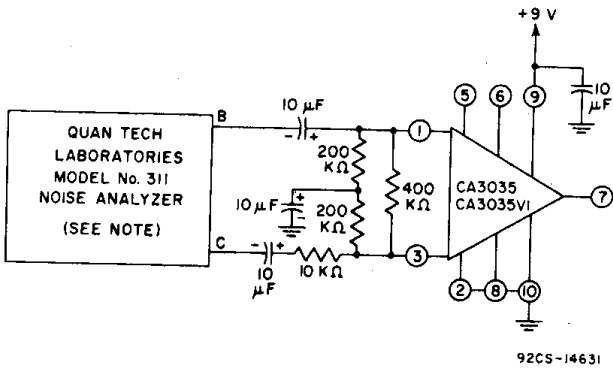 +9 V
10
μF
5
6
9
B
10 μF
- +
QUAN TECH
LABORATORIES
MODEL No. 311
NOISE ANALYZER
(SEE NOTE)
1
200
KΩ
400
KΩ
10 μF
+
-
200
KΩ
CA3035
CA3035V1
7
C
- +
10
μF
10 KΩ
3
2
8
10
92CS-14631